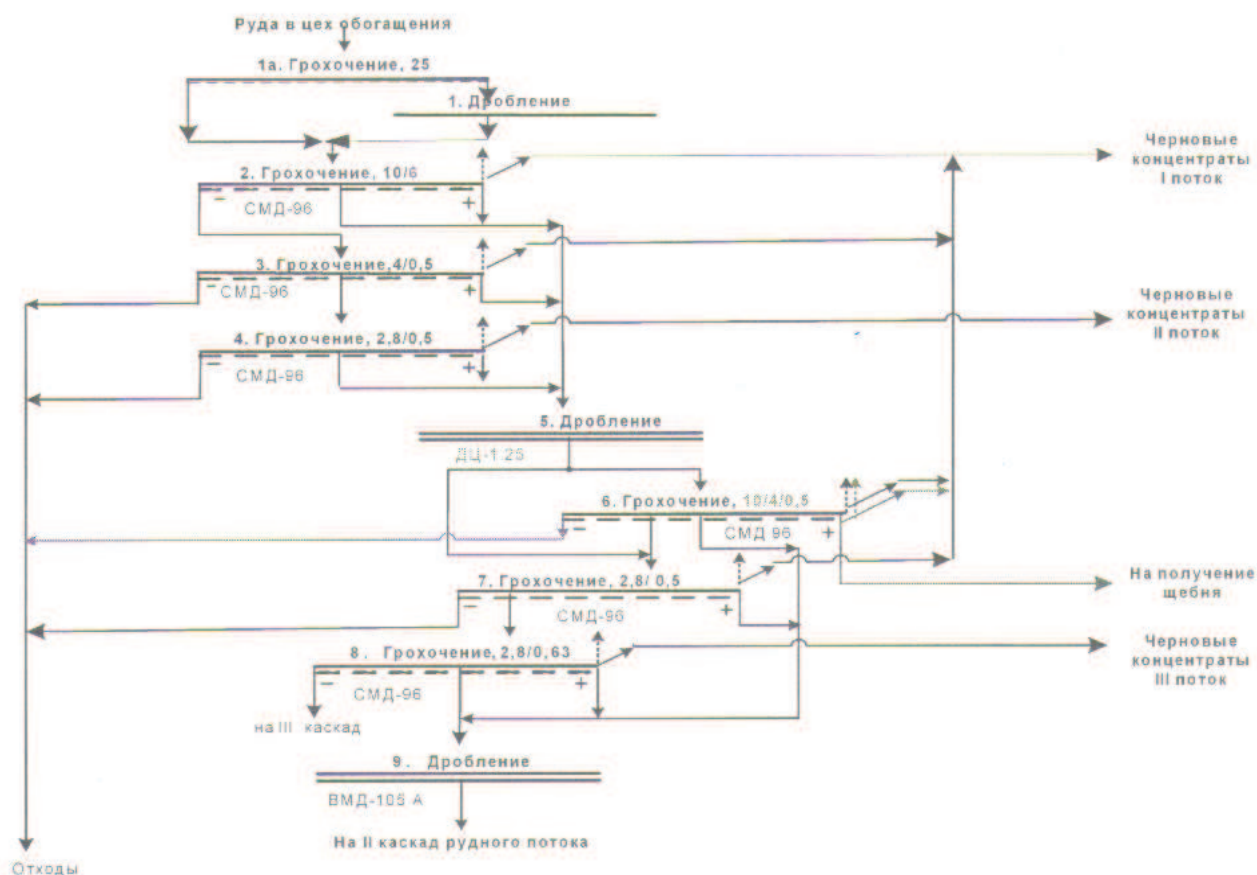 Руда в цех обогащения
1а. Грохочение, 25
1. Дробление
Черновые
концентраты
I поток
2. Грохочение, 10/6
– +
СМД-96
3. Грохочение,4/0,5
– +
СМД-96
Черновые
концентраты
II поток
4. Грохочение, 2,8/0,5
– +
СМД-96
5. Дробление
ДЦ-1.25
6. Грохочение, 10/4/0,5
– +
СМД 96
7. Грохочение, 2,8/ 0,5
– +
СМД-96
На получение
щебня
8 . Грохочение, 2,8/0,63
– +
СМД-96
Черновые
концентраты
III поток
на III каскад
9 . Дробление
ВМД-105 А
На II каскад рудного потока
Отходы